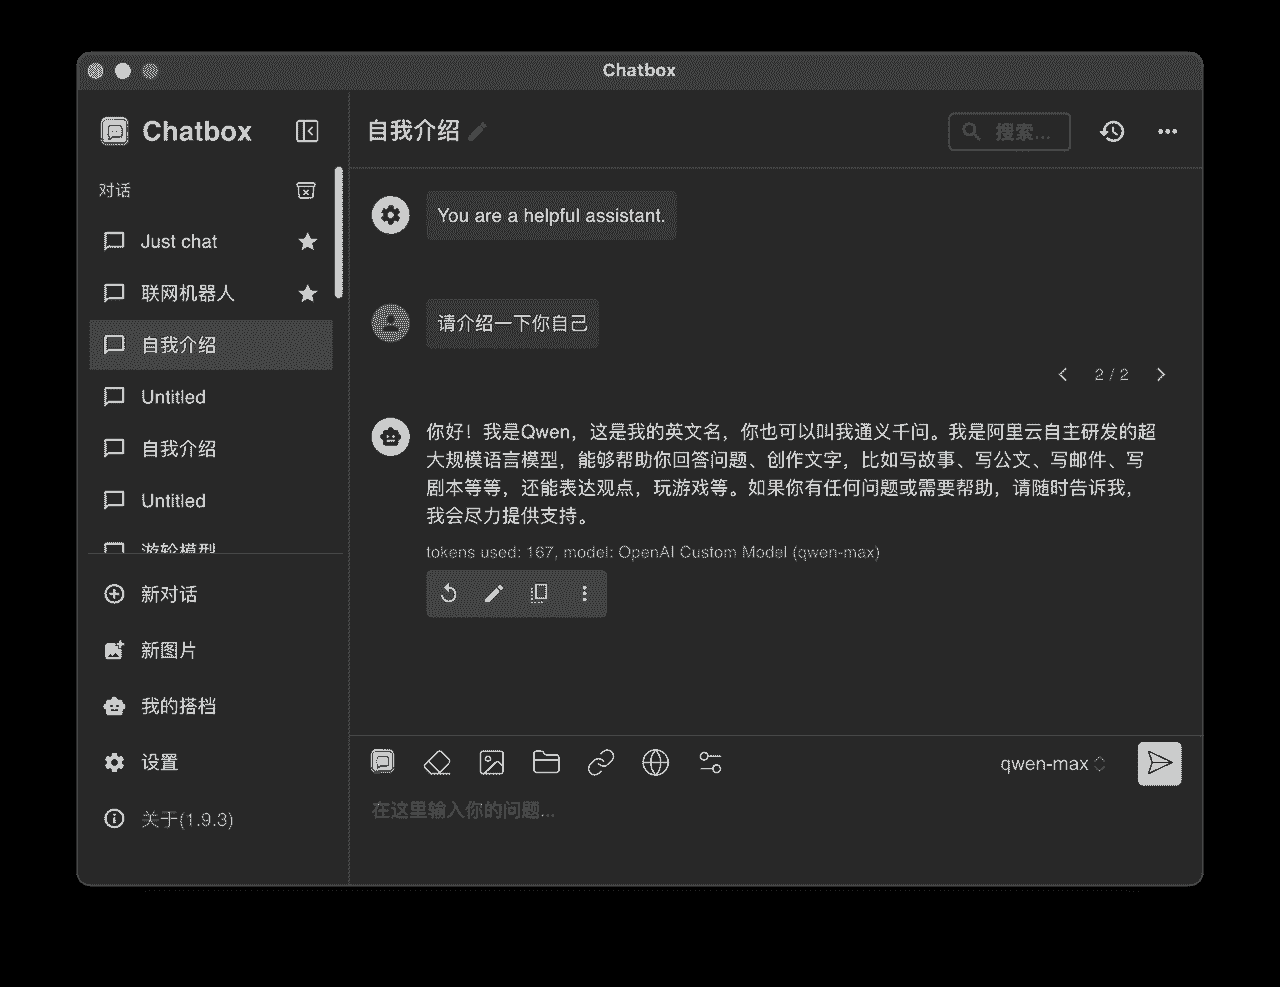 Chatbox
Chatbox
对话
Just chat
联网机器人
自我介绍
Untitled
自我介绍
Untitled
游轮模型
新对话
新图片
我的搭档
设置
关于(1.9.3)
自我介绍
搜索...
You are a helpful assistant.
请介绍一下你自己
2 / 2
你好！我是Qwen，这是我的英文名，你也可以叫我通义千问。我是阿里云自主研发的超
大规模语言模型，能够帮助你回答问题、创作文字，比如写故事、写公文、写邮件、写
剧本等等，还能表达观点，玩游戏等。如果你有任何问题或需要帮助，请随时告诉我，
我会尽力提供支持。
tokens used: 167, model: OpenAI Custom Model (qwen-max)
qwen-max
在这里输入你的问题...